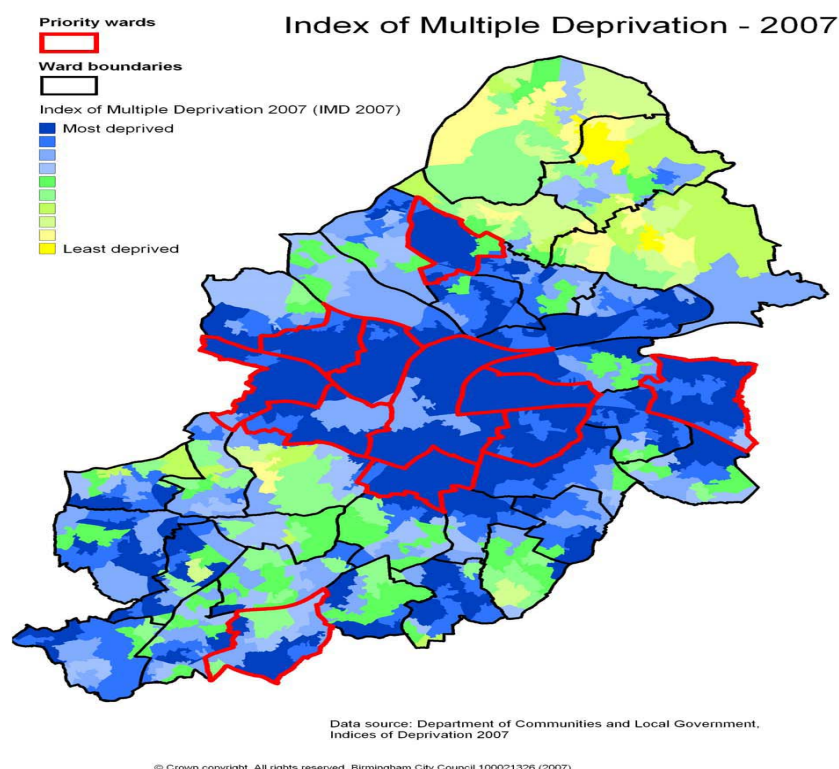 Index of Multiple Deprivation - 2007
Priority wards
Ward boundaries
Index of Multiple Deprivation 2007 (IMD 2007)
Most deprived
Least deprived
Data source: Department of Communities and Local Government,
Indices of Deprivation 2007
© Crown copyright. All rights reserved. Birmingham City Council 100021326 (2007)